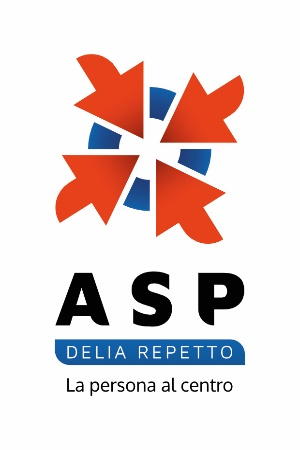 ASP
DELIA REPETTO
La persona al centro